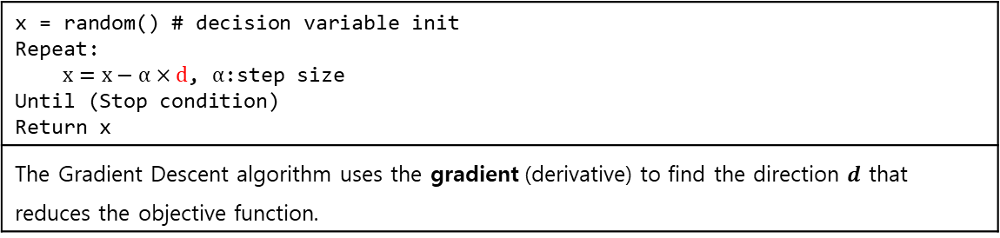 x = random() # decision variable init
Repeat:
x = x − α × d, α:step size
Until (Stop condition)
Return x
The Gradient Descent algorithm uses the gradient (derivative) to find the direction d that
reduces the objective function.